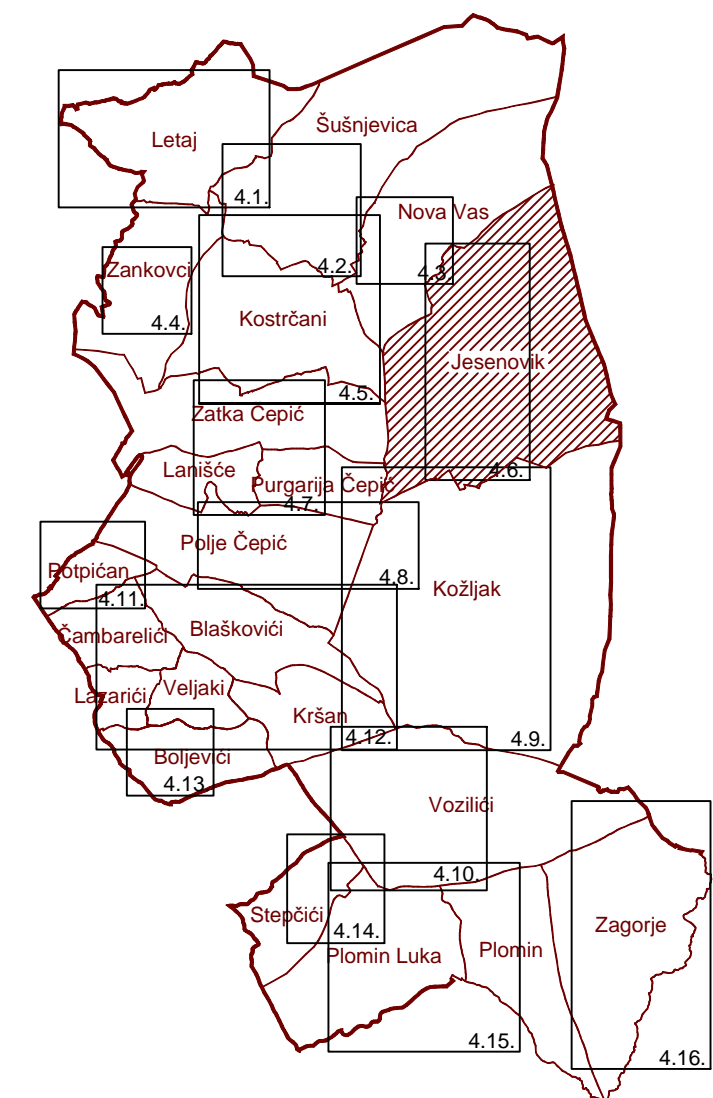 Šušnjevica
Letaj
4.1.
Nova Vas
Zankovci
4.2.
4.3.
4.4.
Kostrčani
Jesenovik
4.5.
Zatka Cepić
Lanišće
4.6.
Purgarija Čepić
4.7.
Polje Čepić
Potpićan
4.8.
Kožljak
4.11.
Čambarelići
Blaškovići
Veljaki
Lazarići
Kršan
4.12.
4.9.
Boljevići
4.13.
Vozilići
4.10.
Stepčići
Zagorje
4.14.
Plomin Luka
Plomin
4.15.
4.16.